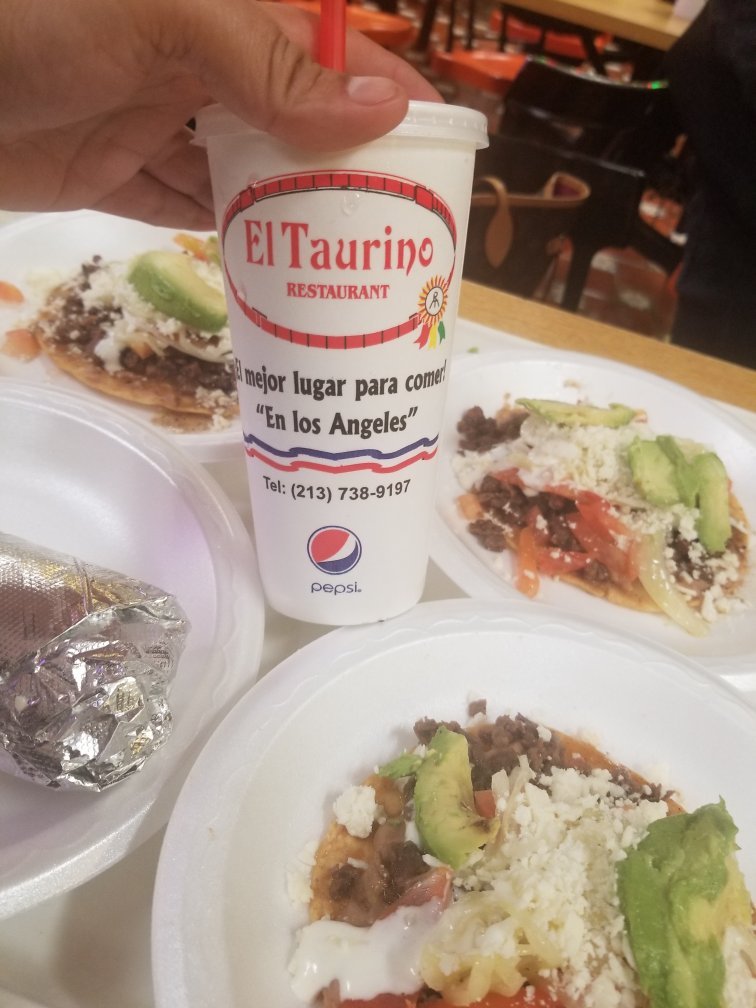 El Taurino
RESTAURANT
¡El mejor lugar para comer!
"En los Angeles"
Tel: (213) 738-9197
pepsi